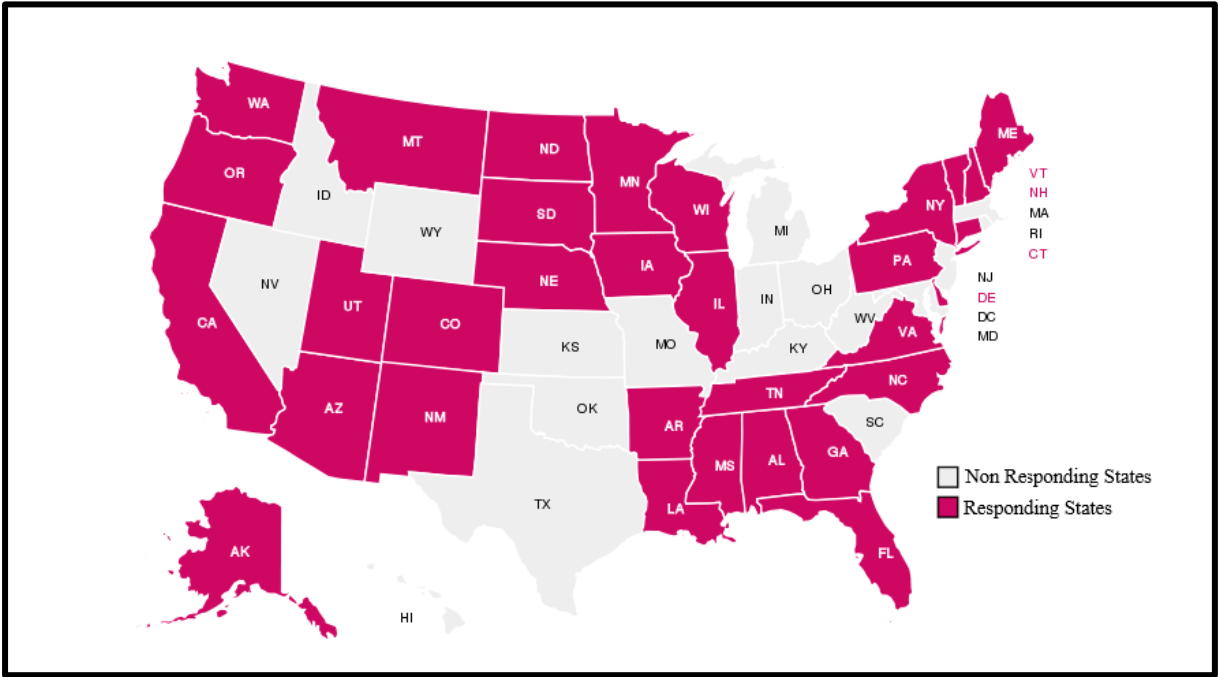 WA
MT
ND
MN
ME
OR
ID
SD
WI
VT
NH
NY
MA
WY
MI
RI
CT
IA
PA
NV
NE
NJ
UT
IL
IN
OH
DE
CA
CO
WV
DC
VA
MD
KS
MO
KY
AZ
NM
OK
TN
NC
AR
SC
MS
AL
GA
Non Responding States
TX
LA
Responding States
AK
FL
HI